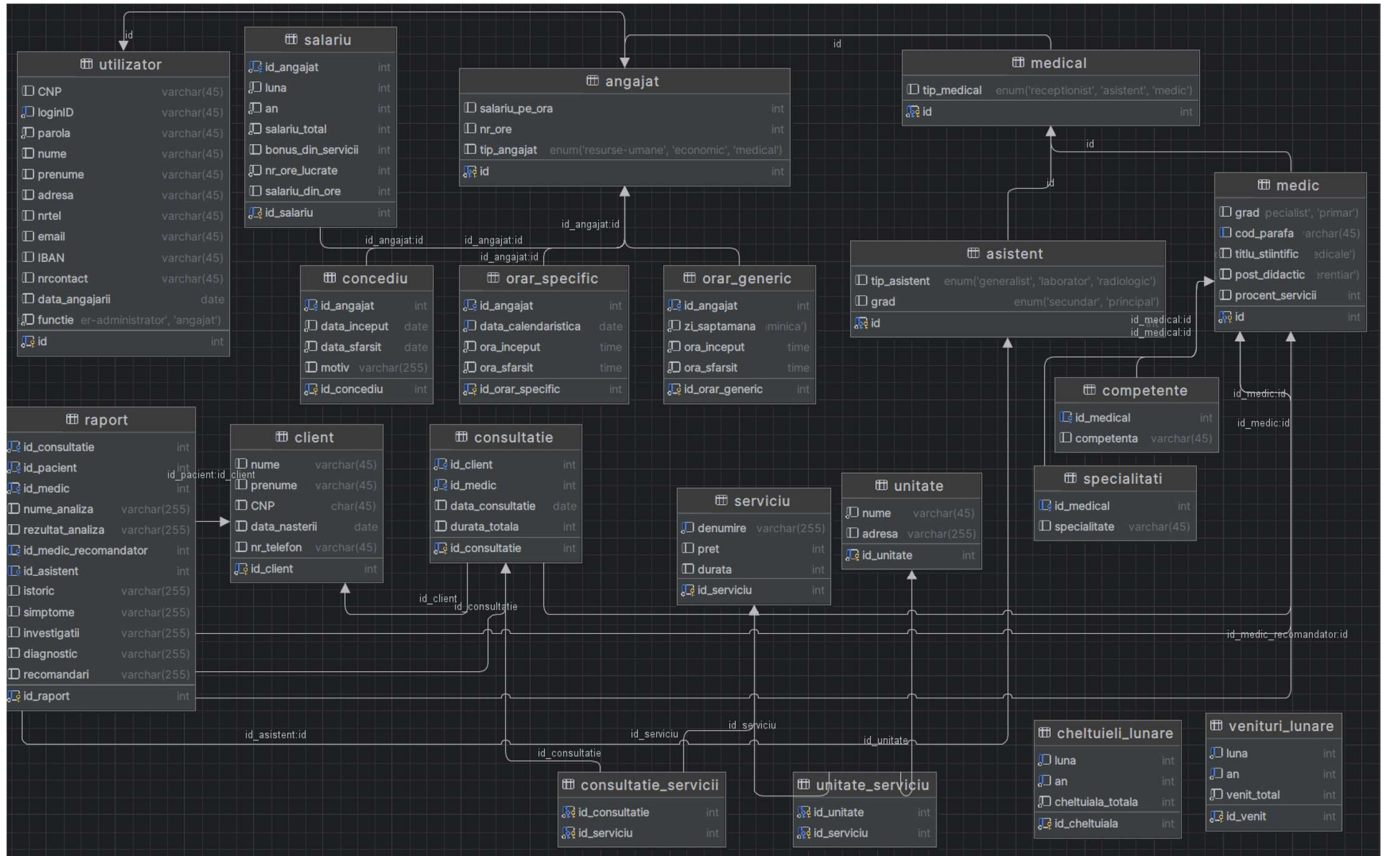 id
utilizator
CNP varchar(45)
loginID varchar(45)
parola varchar(45)
nume varchar(45)
prenume varchar(45)
adresa varchar(45)
nrtel varchar(45)
email varchar(45)
IBAN varchar(45)
nrcontact varchar(45)
data_angajarii date
functie er-administrator', 'angajat')
id int
salariu
id_angajat int
luna int
an int
salariu_total int
bonus_din_servicii int
nr_ore_lucrate int
salariu_din_ore int
id_salariu int
angajat
salariu_pe_ora int
nr_ore int
tip_angajat enum('resurse-umane', 'economic', 'medical')
id int
id
medical
tip_medical enum('receptionist', 'asistent', 'medic')
id int
id
id
medic
grad pecialist', 'primar')
cod_parafa varchar(45)
titlu_stiintific edicale')
post_didactic erentiar')
procent_servicii int
id int
id_angajat:id
id_angajat:id
id_angajat:id
id_angajat:id
concediu
id_angajat int
data_inceput date
data_sfarsit date
motiv varchar(255)
id_concediu int
orar_specific
id_angajat int
data_calendaristica date
ora_inceput time
ora_sfarsit time
id_orar_specific int
orar_generic
id_angajat int
zi_saptamana iminica')
ora_inceput time
ora_sfarsit time
id_orar_generic int
asistent
tip_asistent enum('generalist', 'laborator', 'radiologic')
grad enum('secundar', 'principal')
id
id_medical:id
id_medical:id
competente
id_medical int
competenta varchar(45)
id_medic:id
id_medic:id
specialitati
id_medical int
specialitate varchar(45)
raport
id_consultatie int
id_pacient int
id_medic int
nume_analiza varchar(255)
rezultat_analiza varchar(255)
id_medic_recomandator int
id_asistent int
istoric varchar(255)
simptome varchar(255)
investigatii varchar(255)
diagnostic varchar(255)
recomandari varchar(255)
id_raport int
id_pacient:id_client
client
nume varchar(45)
prenume varchar(45)
CNP char(45)
data_nasterii date
nr_telefon varchar(45)
id_client int
consultatie
id_client int
id_medic int
data_consultatie date
durata_totala int
id_consultatie int
id_client
id_consultatie
serviciu
denumire varchar(255)
pret int
durata int
id_serviciu int
unitate
nume varchar(45)
adresa varchar(255)
id_unitate int
id_medic_recomandator:id
id_asistent:id
id_serviciu
id_serviciu
id_unitate
id_consultatie
consultatie_servicii
id_consultatie int
id_serviciu int
unitate_serviciu
id_unitate int
id_serviciu int
cheltuieli_lunare
luna int
an int
cheltuiala_totala int
id_cheltuiala int
venituri_lunare
luna int
an int
venit_total int
id_venit int